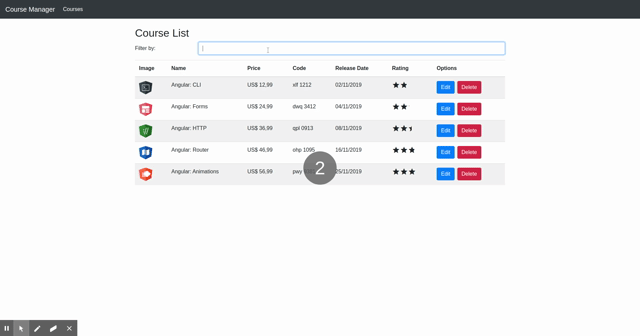 Course Manager Courses
Course List
Filter by:
Image Name Price Code Release Date Rating Options
Angular: CLI US$ 12,99 xlf 1212 02/11/2019 Edit Delete
Angular: Forms US$ 24,99 dwq 3412 04/11/2019 Edit Delete
Angular: HTTP US$ 36,99 qpl 0913 08/11/2019 Edit Delete
Angular: Router US$ 46,99 ohp 1095 16/11/2019 Edit Delete
Angular: Animations US$ 56,99 pwy 25/11/2019 Edit Delete
2